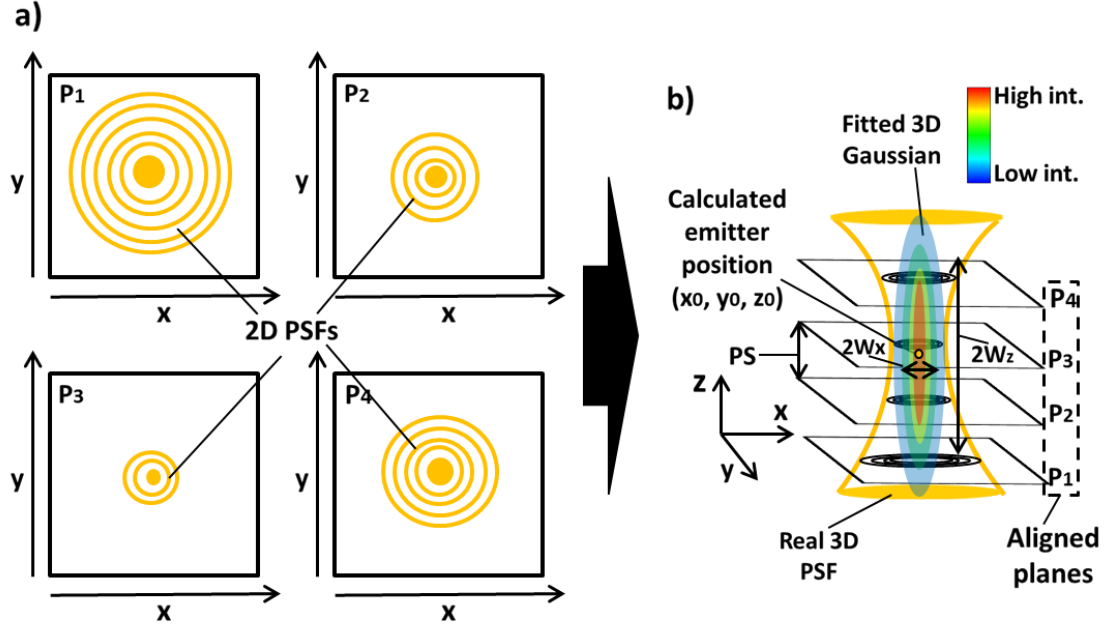 a)
P1
y
x
P2
y
x
2D PSFs
P3
y
x
P4
y
x
b)
High int.
Low int.
Fitted 3D
Gaussian
Calculated
emitter
position
(x0, y0, z0)
PS
2Wx
2Wz
P4
P3
P2
P1
z
x
y
Real 3D
PSF
Aligned
planes